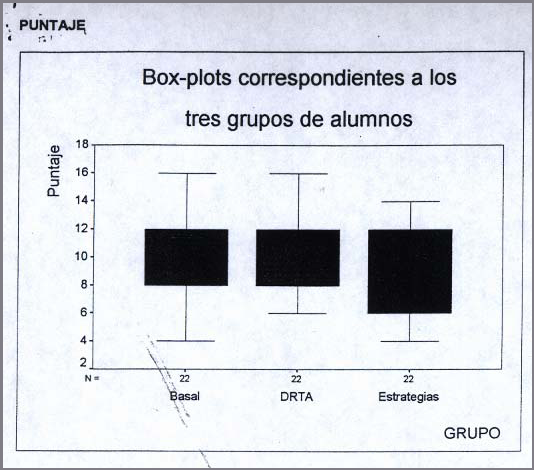 PUNTAJE
Box-plots correspondientes a los
tres grupos de alumnos
Puntaje
18
16
14
12
10
8
6
4
2
N = 22 22 22
Basal DRTA Estrategias
GRUPO